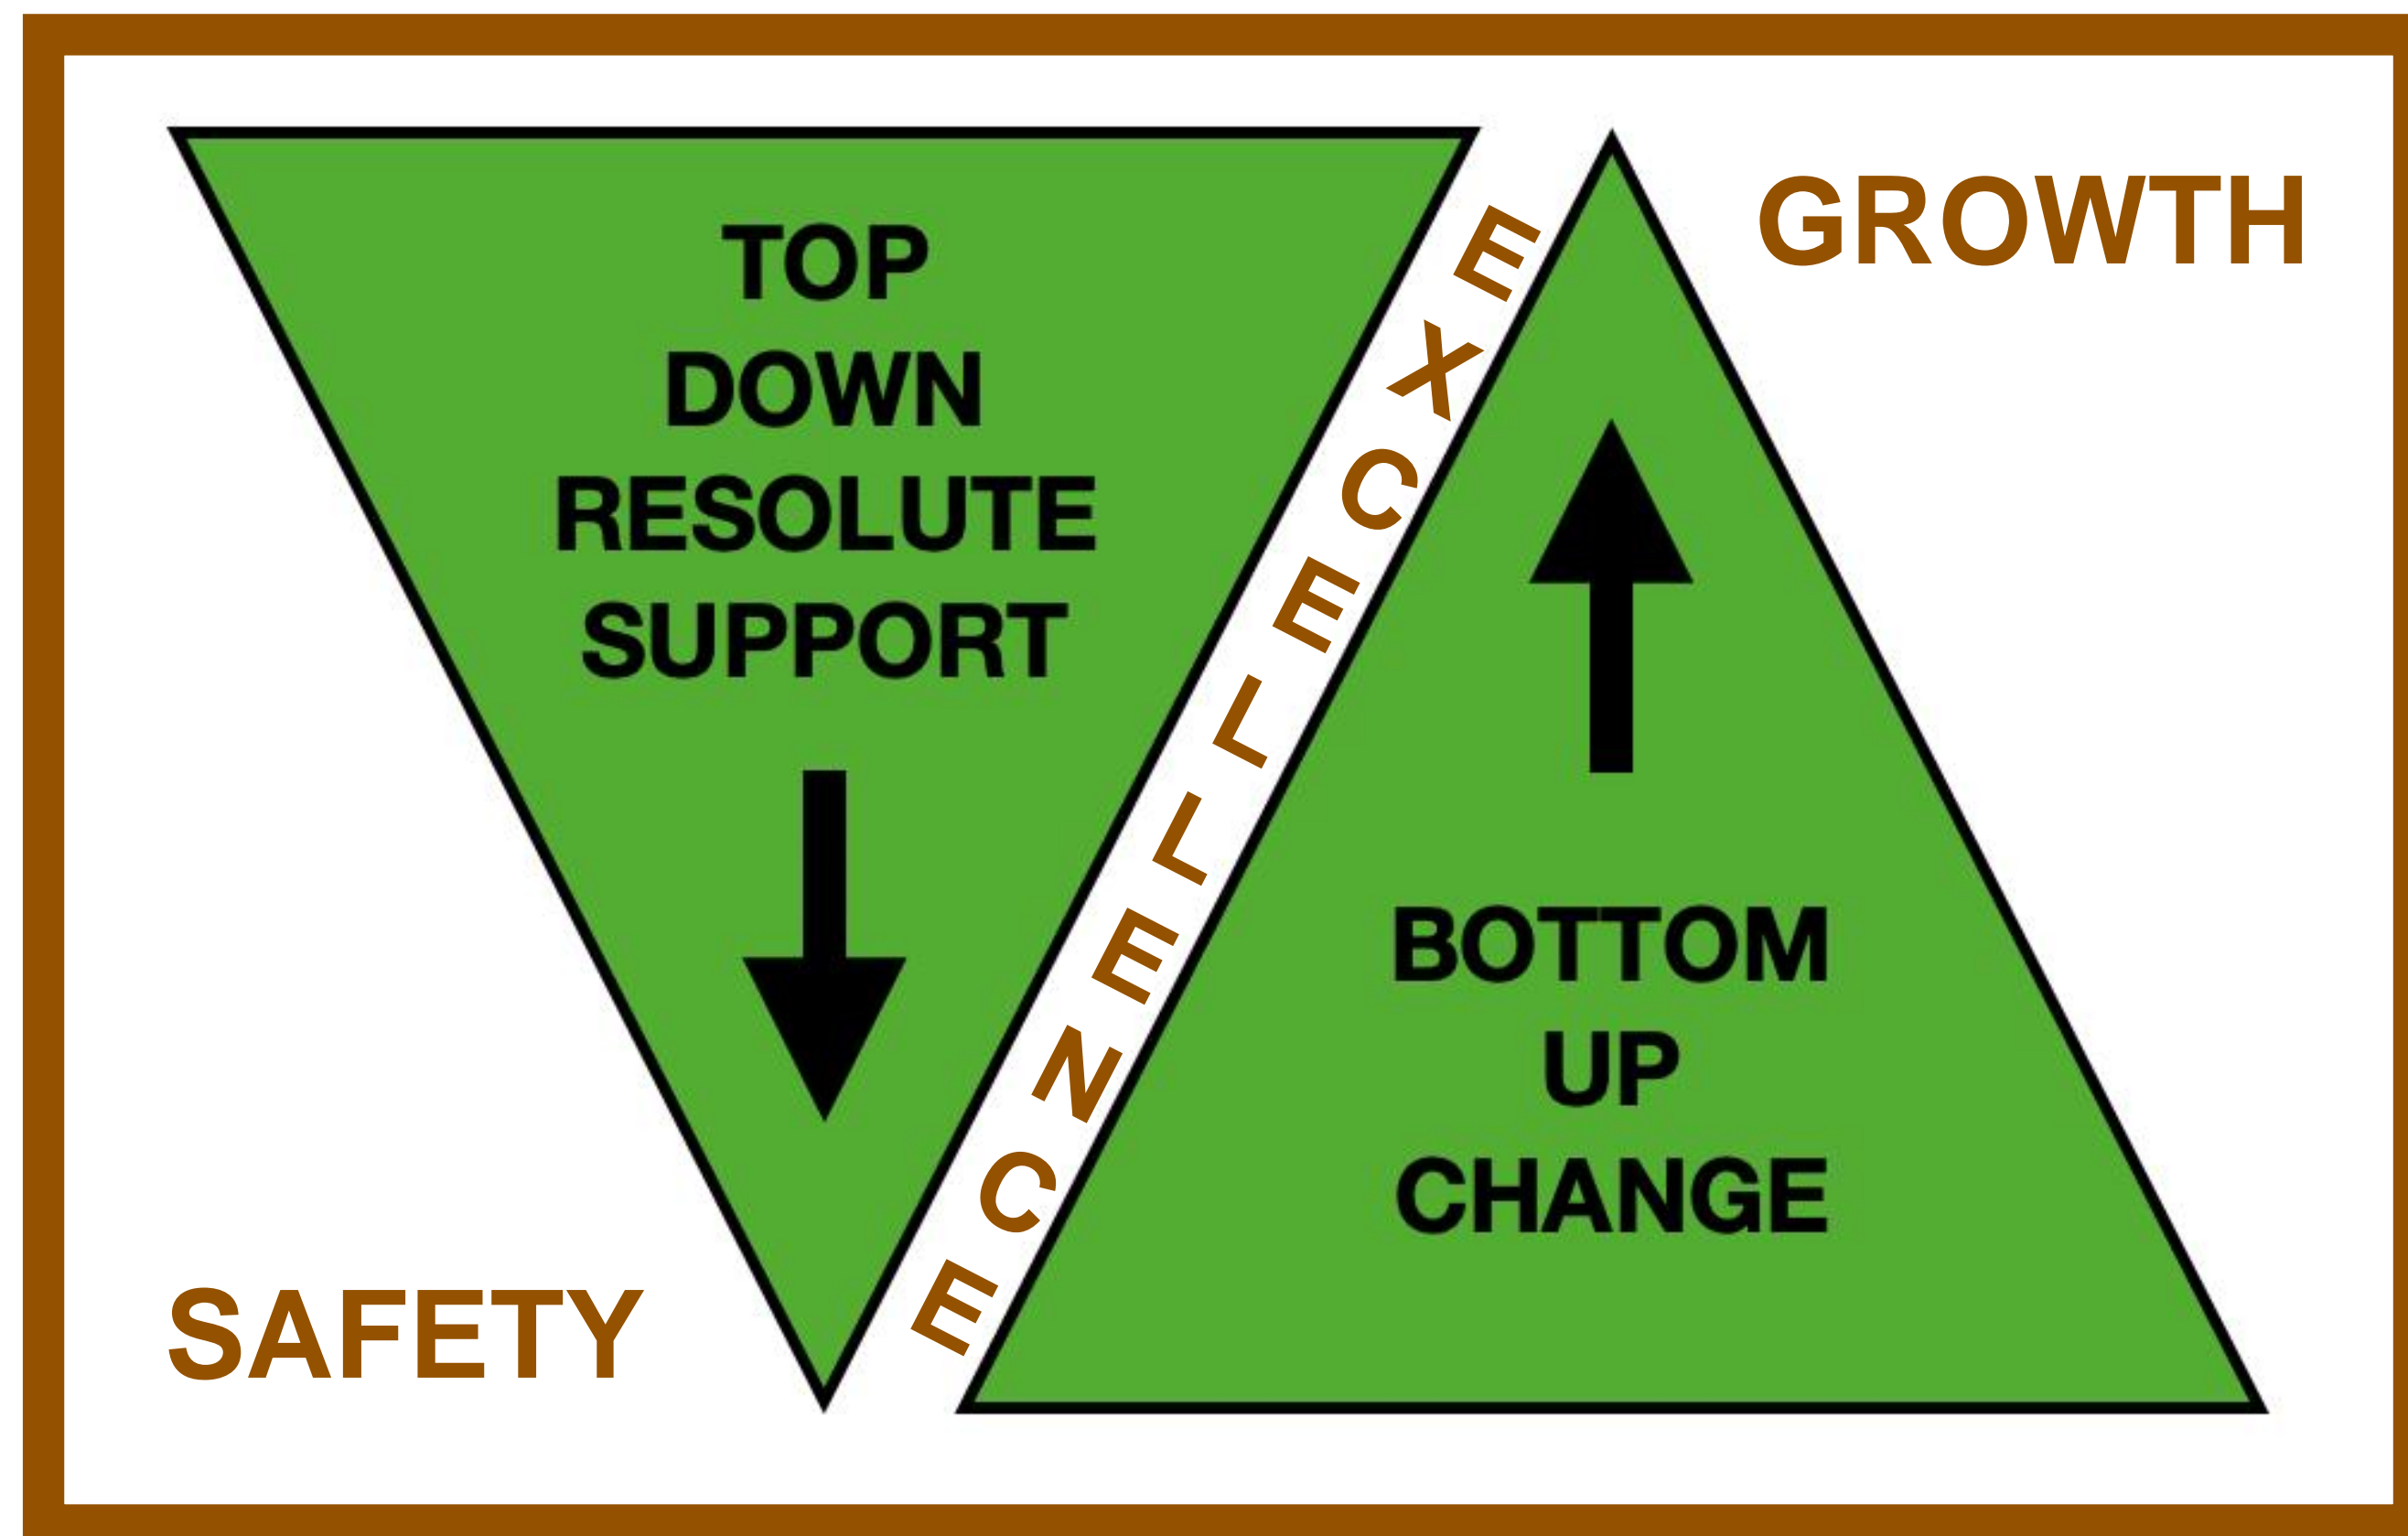 TOP
DOWN
RESOLUTE
SUPPORT
EXCELLENCE
GROWTH
BOTTOM
UP
CHANGE
SAFETY